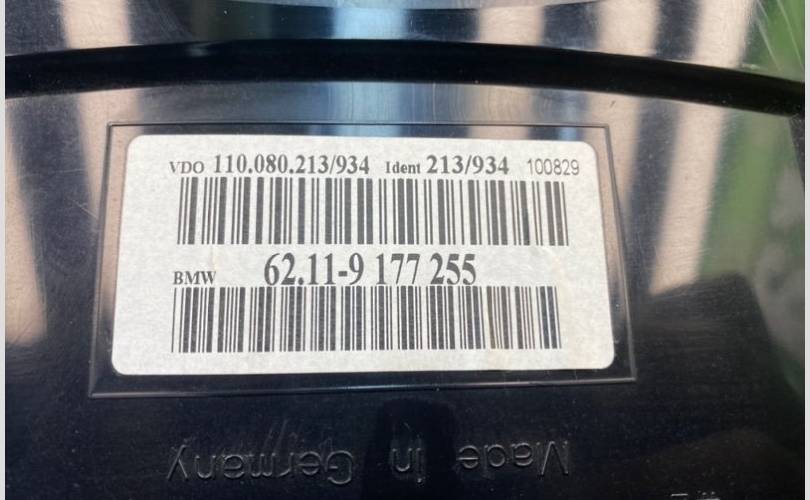 VDO 110.080.213/934 Ident 213/934 100829
BMW 62.11-9 177 255
Made in Germany